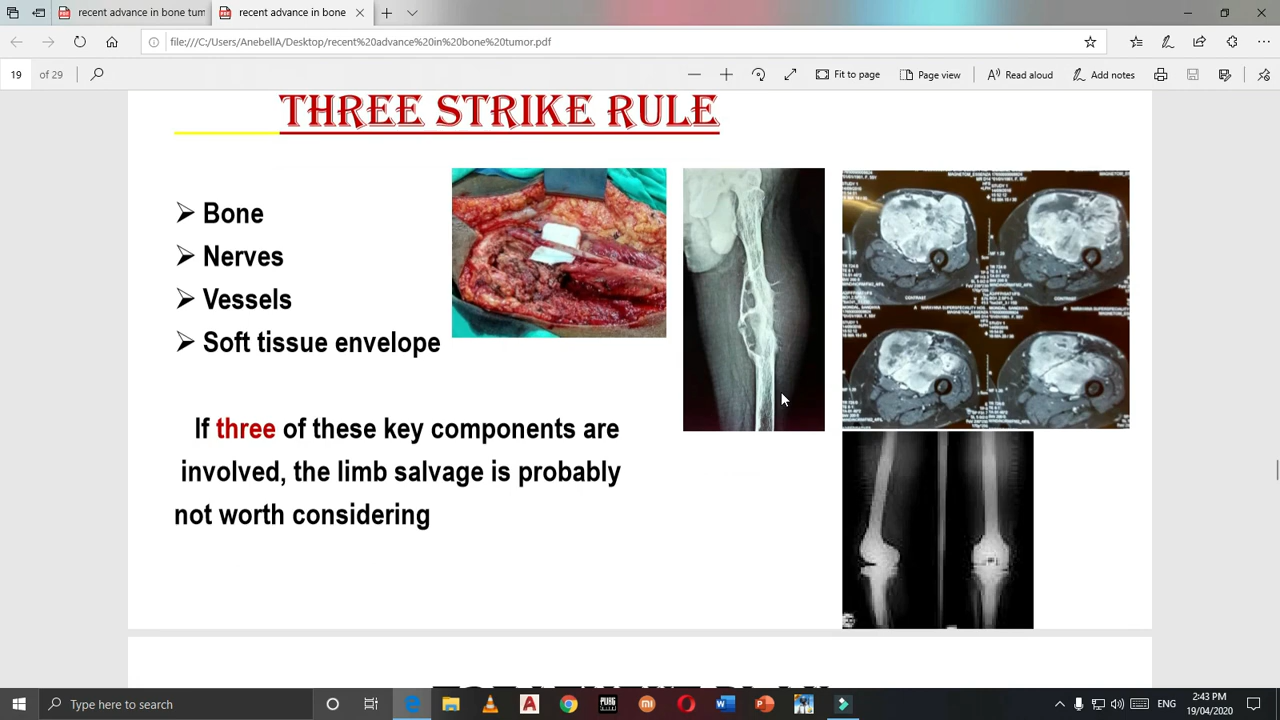 recent advance in bone tum
recent advance in bone
file:///C:/Users/AnebellA/Desktop/recent%20advance%20in%20bone%20tumor.pdf
19 of 29
Fit to page
Page view
Read aloud
Add notes
THREE STRIKE RULE
➢ Bone
➢ Nerves
➢ Vessels
➢ Soft tissue envelope
If three of these key components are
involved, the limb salvage is probably
not worth considering
Type here to search
ENG
2:43 PM
19/04/2020